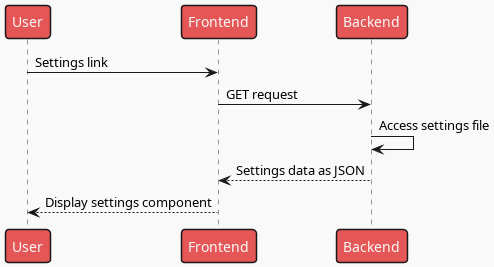 User
Frontend
Backend
Settings link
GET request
Access settings file
Settings data as JSON
Display settings component
User
Frontend
Backend